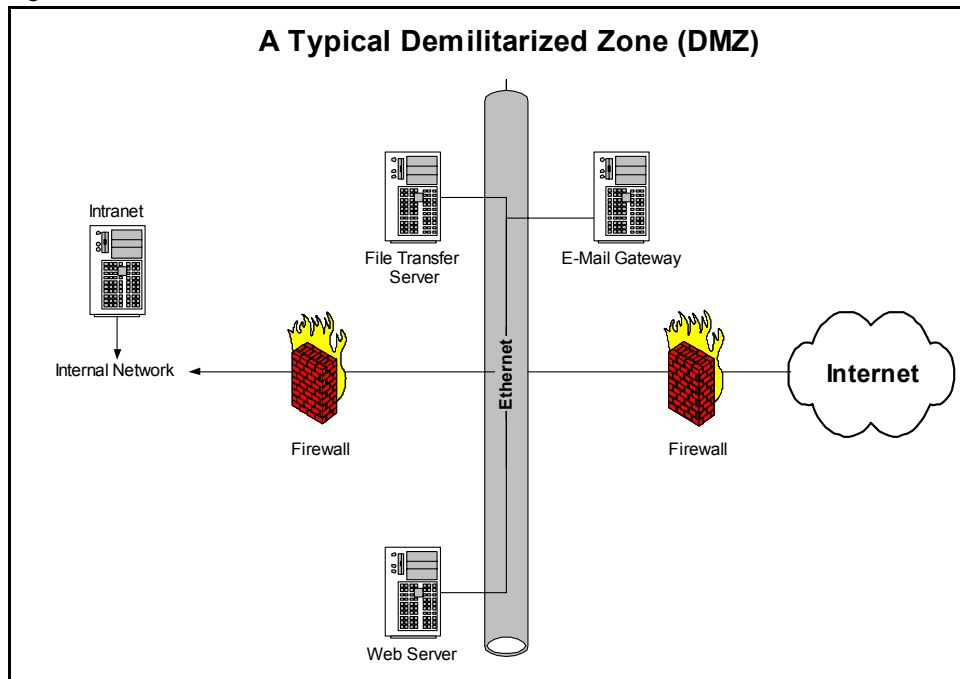 A Typical Demilitarized Zone (DMZ)
Intranet
File Transfer
Server
E-Mail Gateway
Internal Network
Ethernet
Internet
Firewall
Firewall
Web Server